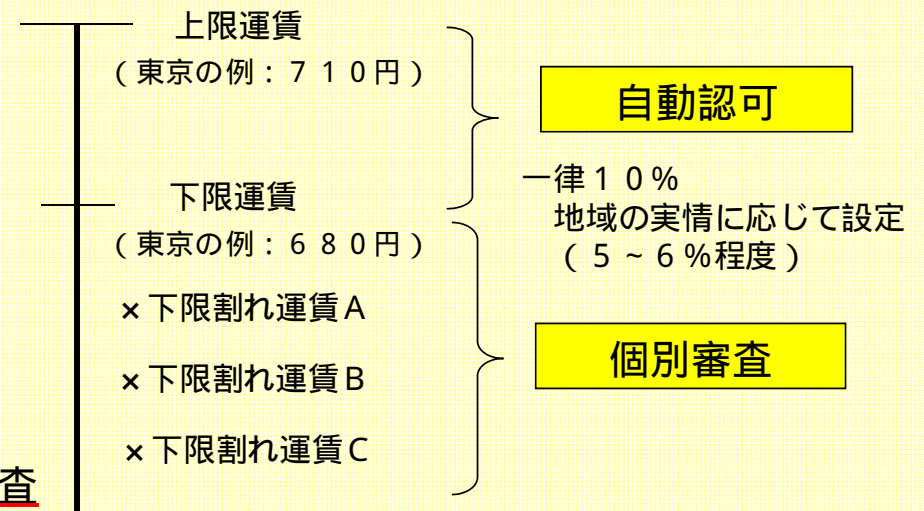 上限運賃
(東京の例：710円)
自動認可
下限運賃
(東京の例：680円)
一律10%
地域の実情に応じて設定
(5~6%程度)
×下限割れ運賃A
×下限割れ運賃B
×下限割れ運賃C
個別審査
査